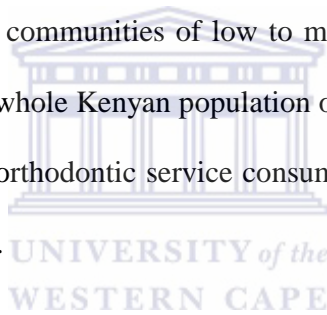 communities of low to m
whole Kenyan population o
orthodontic service consum
.
UNIVERSITY of the
WESTERN CAPE